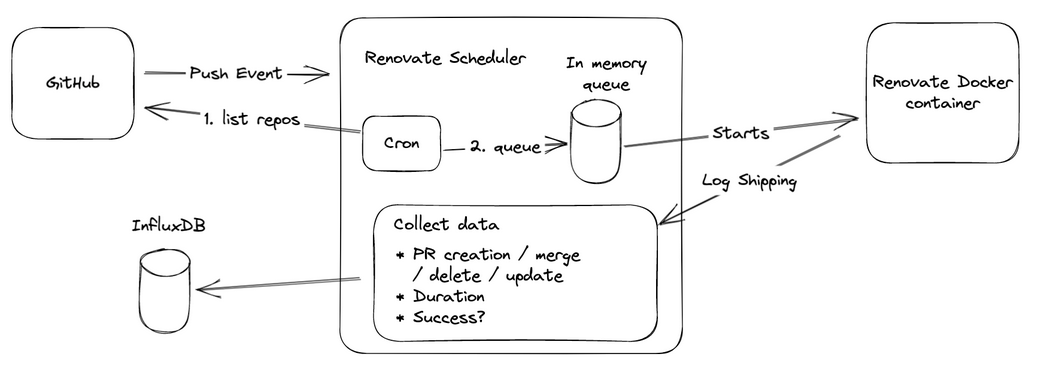 GitHub
Push Event
1. list repos
Renovate Scheduler
In memory
queue
Cron
2. queue
Starts
Renovate Docker
container
Log Shipping
Collect data
* PR creation / merge
/ delete / update
* Duration
* Success?
InfluxDB